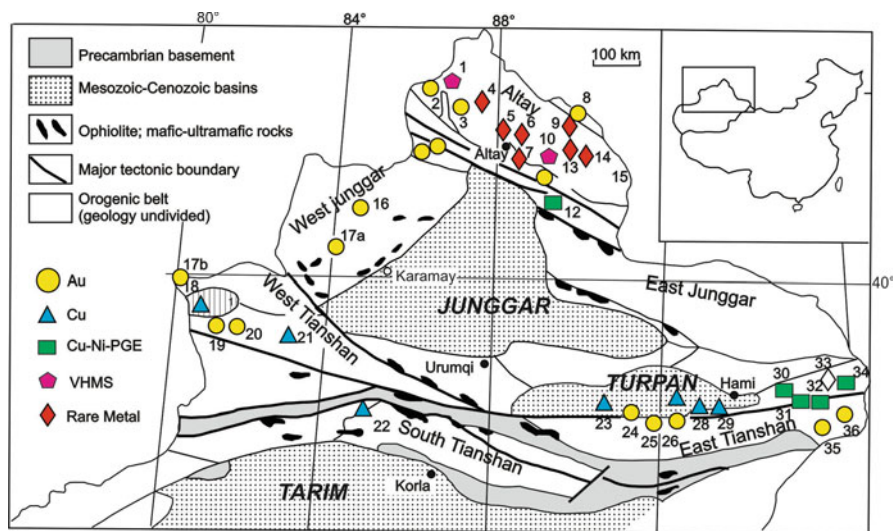 80°
84°
88°
Precambrian basement
Mesozoic-Cenozoic basins
Ophiolite; mafic-ultramafic rocks
Major tectonic boundary
Orogenic belt
(geology undivided)
Au
Cu
Cu-Ni-PGE
VHMS
Rare Metal
100 km
1
2
3
4
Altay
5
6
7
8
9
10
Altay
13
14
15
12
West junggar
16
17a
17b
Karamay
40°
18
1
West Tianshan
JUNGGAR
East Junggar
19
20
21
Urumqi
TURPAN
Hami
30
33
34
23
24
25
26
28
29
31
32
East Tianshan
35
36
22
South Tianshan
Korla
TARIM
80°
84°
88°